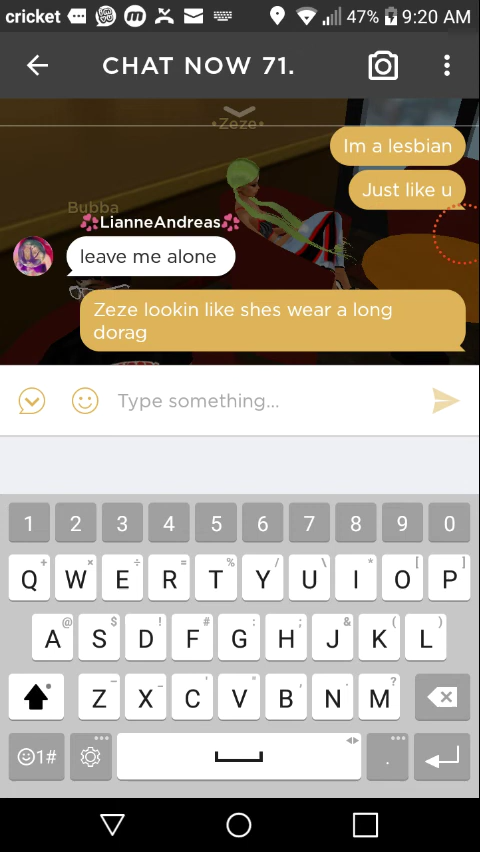 cricket 47% 9:20 AM
CHAT NOW 71.
•Zeze•
Im a lesbian
Just like u
Bubba
💞LianneAndreas💞
leave me alone
Zeze lookin like shes wear a long
dorag
Type something...
1 2 3 4 5 6 7 8 9 0
+ × ÷ = % / \ * [ ]
Q W E R T Y U I O P
@ $ ! # : ; & ( )
A S D F G H J K L
Z X C V B N M
?
1#
.